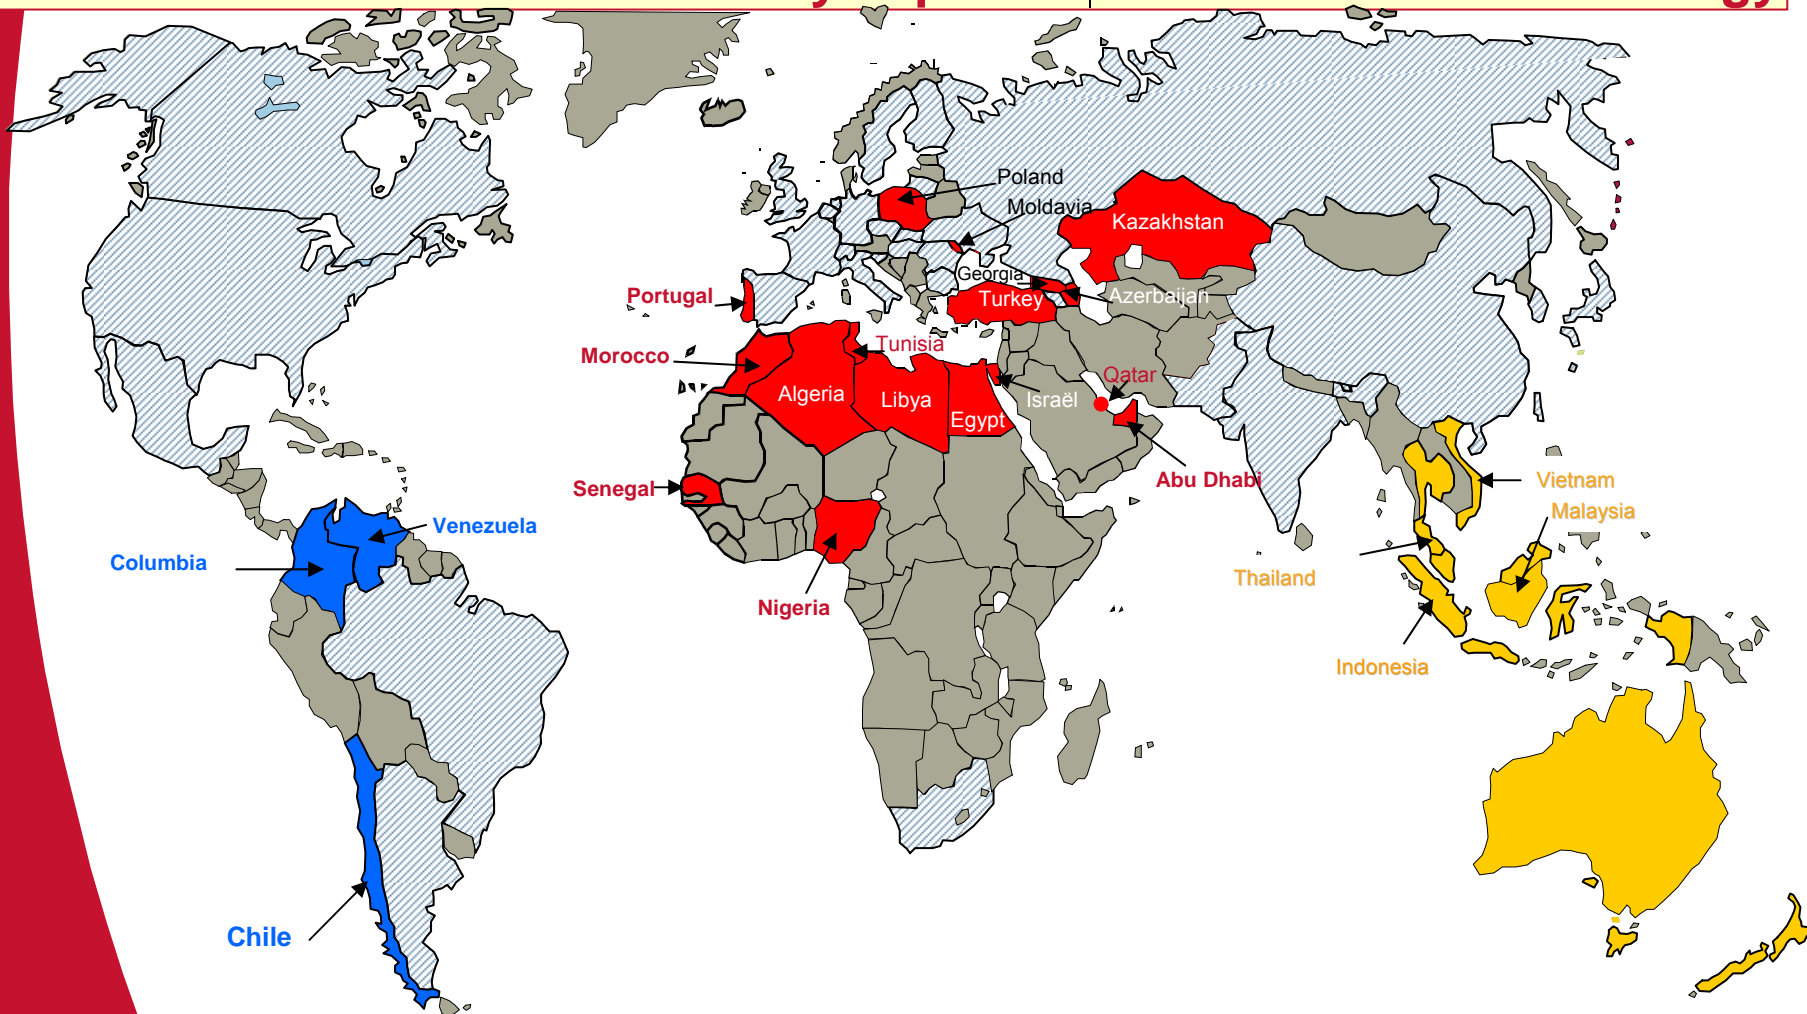 Poland
Moldavia
Kazakhstan
Georgia
Portugal
Turkey
Azerbaijan
Tunisia
Morocco
Qatar
Algeria
Libya
Israël
Egypt
Abu Dhabi
Senegal
Vietnam
Malaysia
Venezuela
Columbia
Thailand
Nigeria
Indonesia
Chile